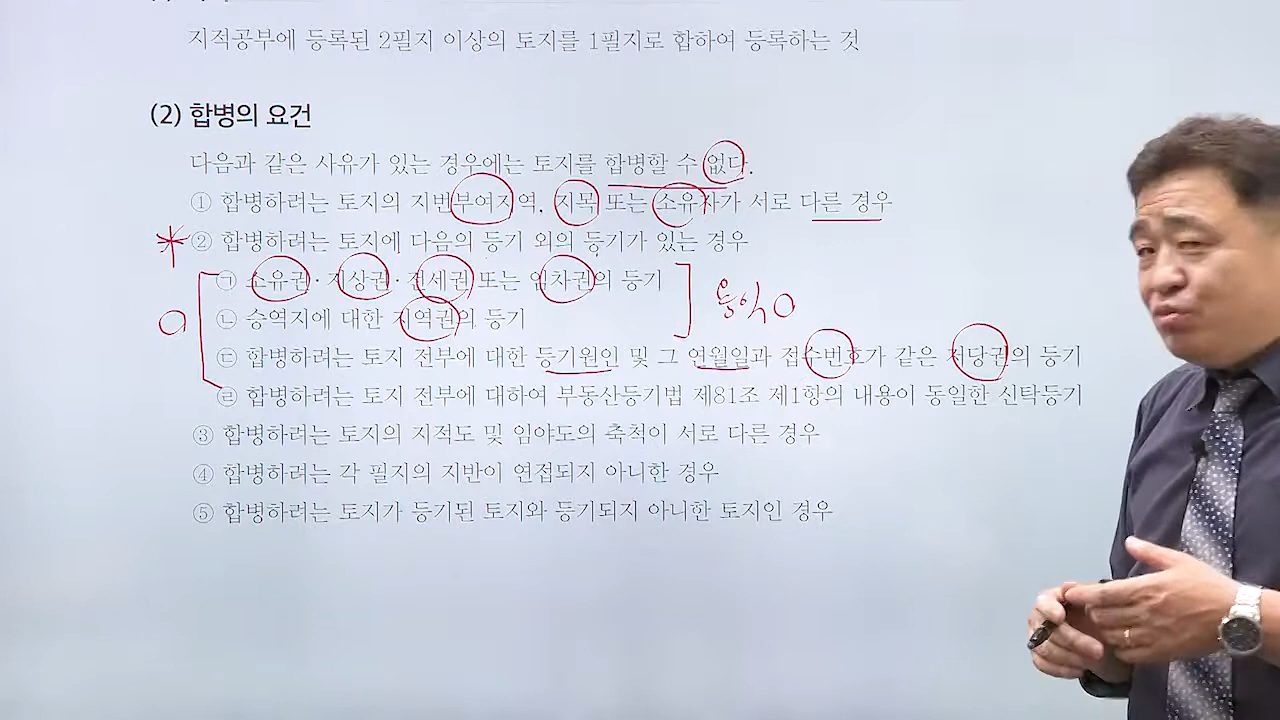 지적공부에 등록된 2필지 이상의 토지를 1필지로 합하여 등록하는 것
(2) 합병의 요건
다음과 같은 사유가 있는 경우에는 토지를 합병할 수 없다.
① 합병하려는 토지의 지번부여지역, 지목 또는 소유자가 서로 다른 경우
② 합병하려는 토지에 다음의 등기 외의 등기가 있는 경우
㉠ 소유권·지상권·전세권 또는 임차권의 등기
㉡ 승역지에 대한 지역권의 등기
용익 O
㉢ 합병하려는 토지 전부에 대한 등기원인 및 그 연월일과 접수번호가 같은 저당권의 등기
㉣ 합병하려는 토지 전부에 대하여 부동산등기법 제81조 제1항의 내용이 동일한 신탁등기
③ 합병하려는 토지의 지적도 및 임야도의 축척이 서로 다른 경우
④ 합병하려는 각 필지의 지반이 연접되지 아니한 경우
⑤ 합병하려는 토지가 등기된 토지와 등기되지 아니한 토지인 경우